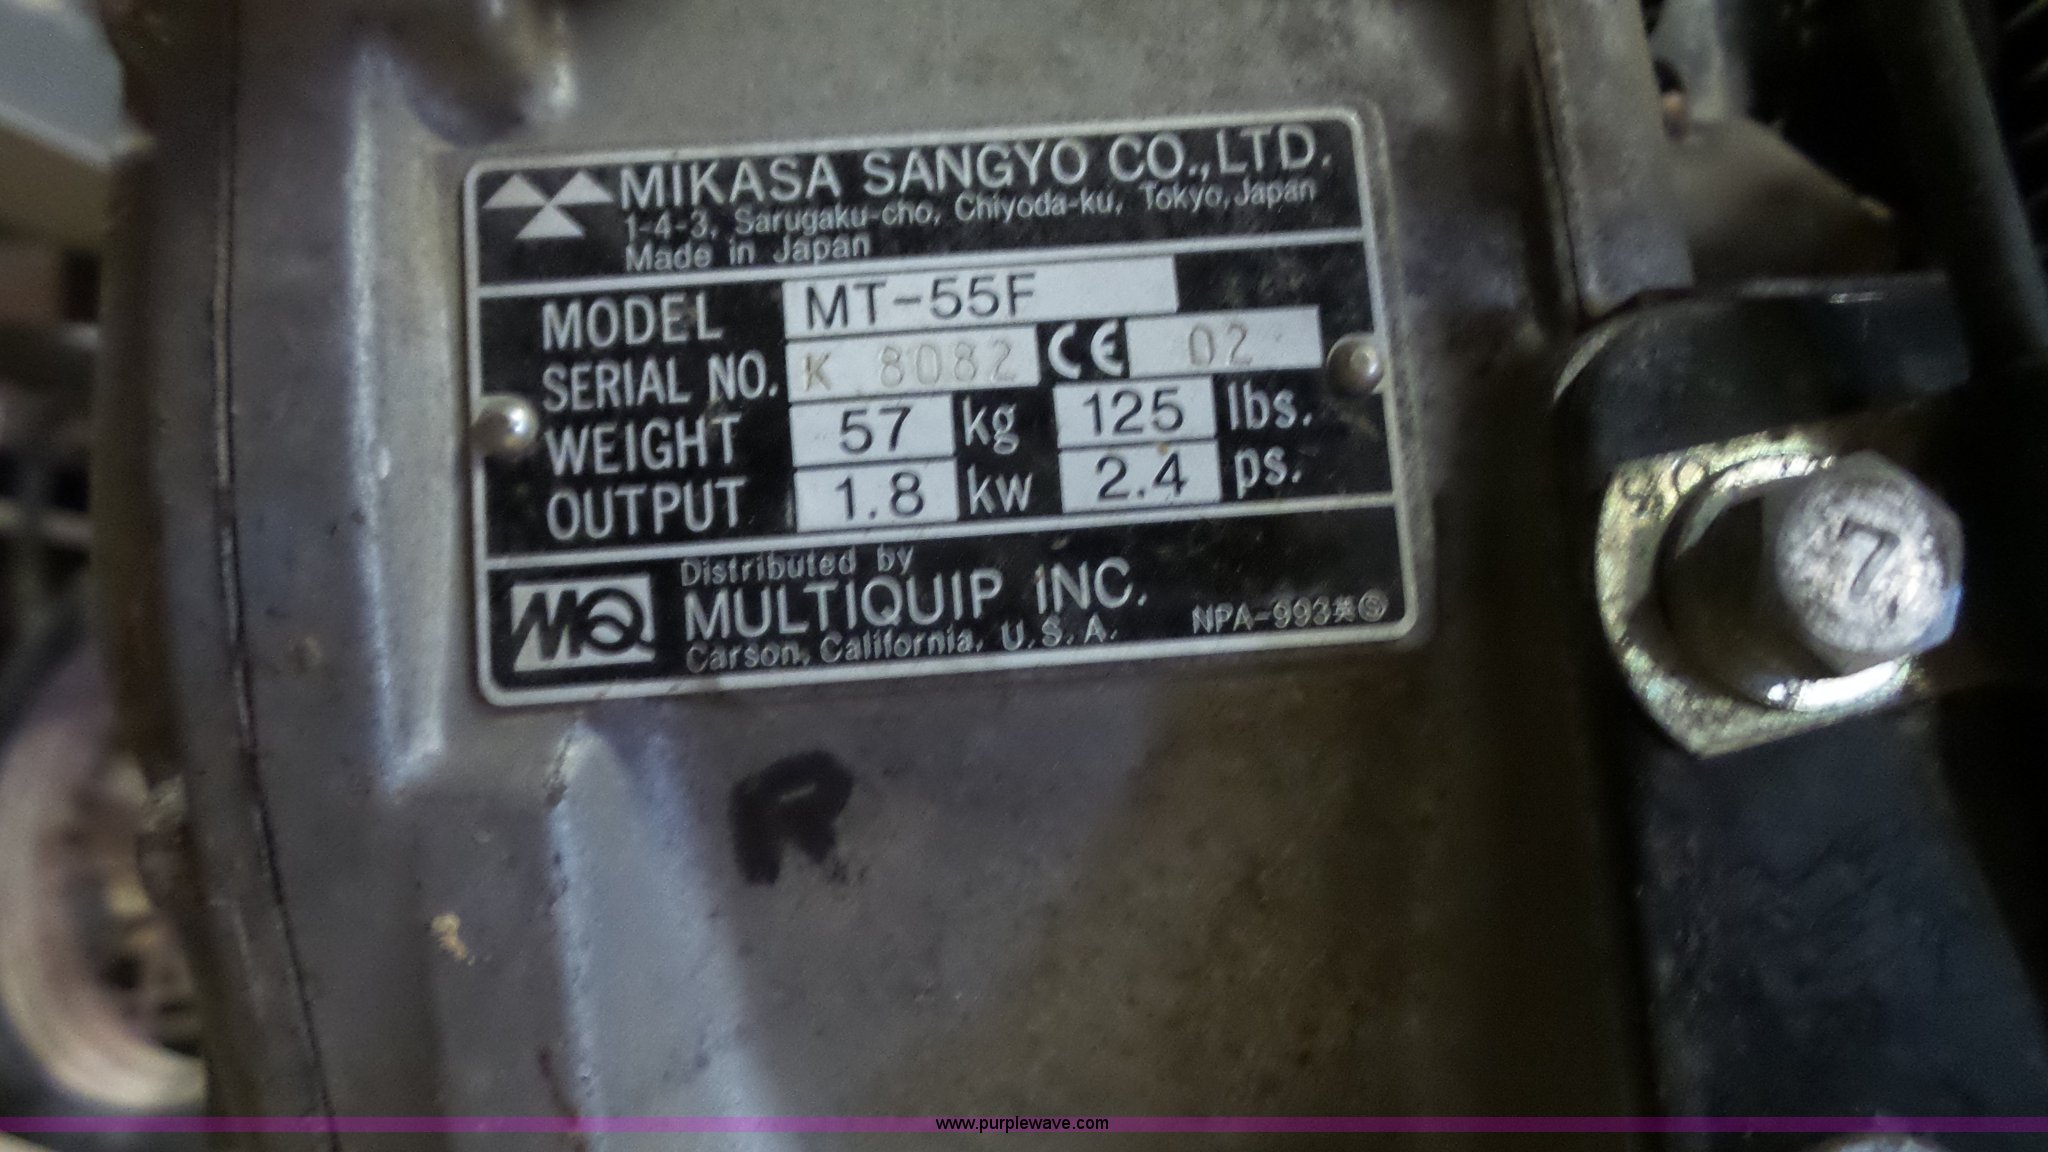 MIKASA SANGYO CO.,LTD.
1-4-3, Sarugaku-cho, Chiyoda-ku, Tokyo, Japan
Made in Japan
MODEL MT-55F
SERIAL NO. K 8082 CE 02
WEIGHT 57 kg 125 lbs.
OUTPUT 1.8 kw 2.4 ps.
Distributed by
MQ MULTIQUIP INC.
Carson, California, U.S.A.
NPA-993※Ⓢ
7
R
www.purplewave.com